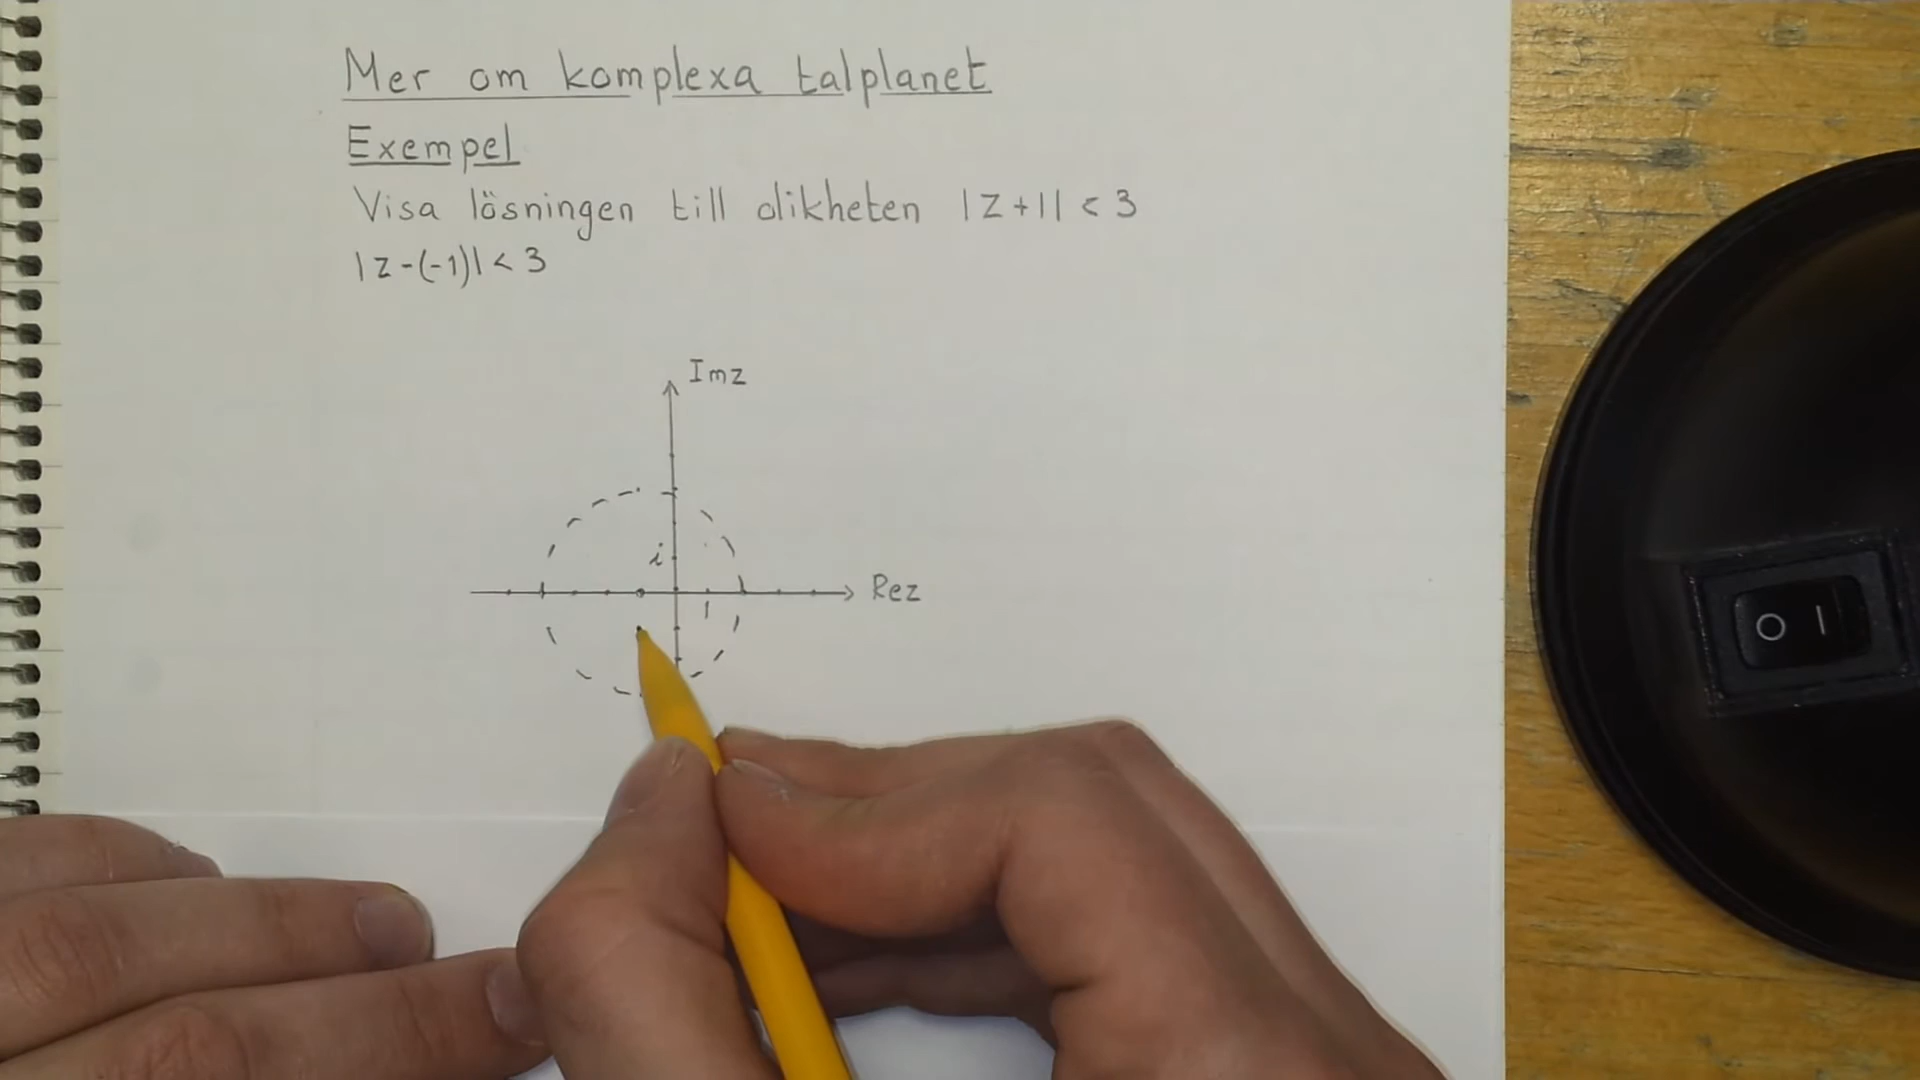 Mer om komplexa talplanet
Exempel
Visa lösningen till olikheten |z+1| < 3
|z-(-1)| < 3
Imz
i
Rez
1
O |